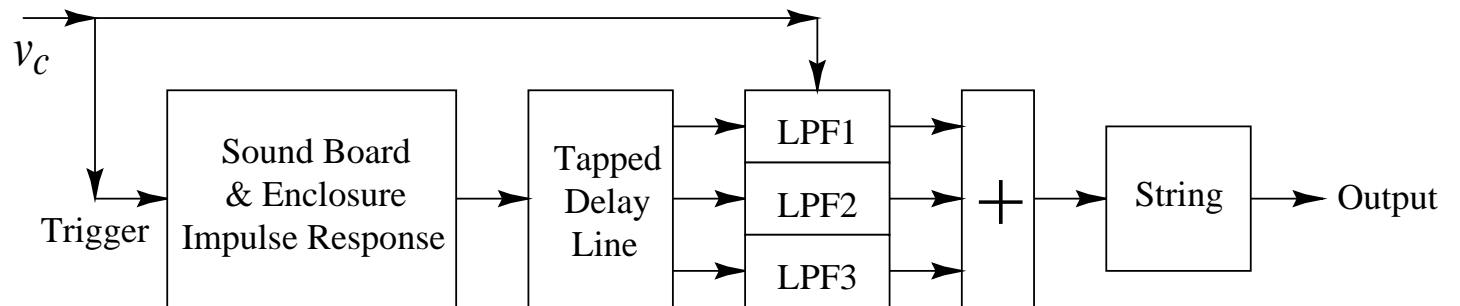 v_c
Trigger
Sound Board
& Enclosure
Impulse Response
Tapped
Delay
Line
LPF1
LPF2
LPF3
+
String
Output